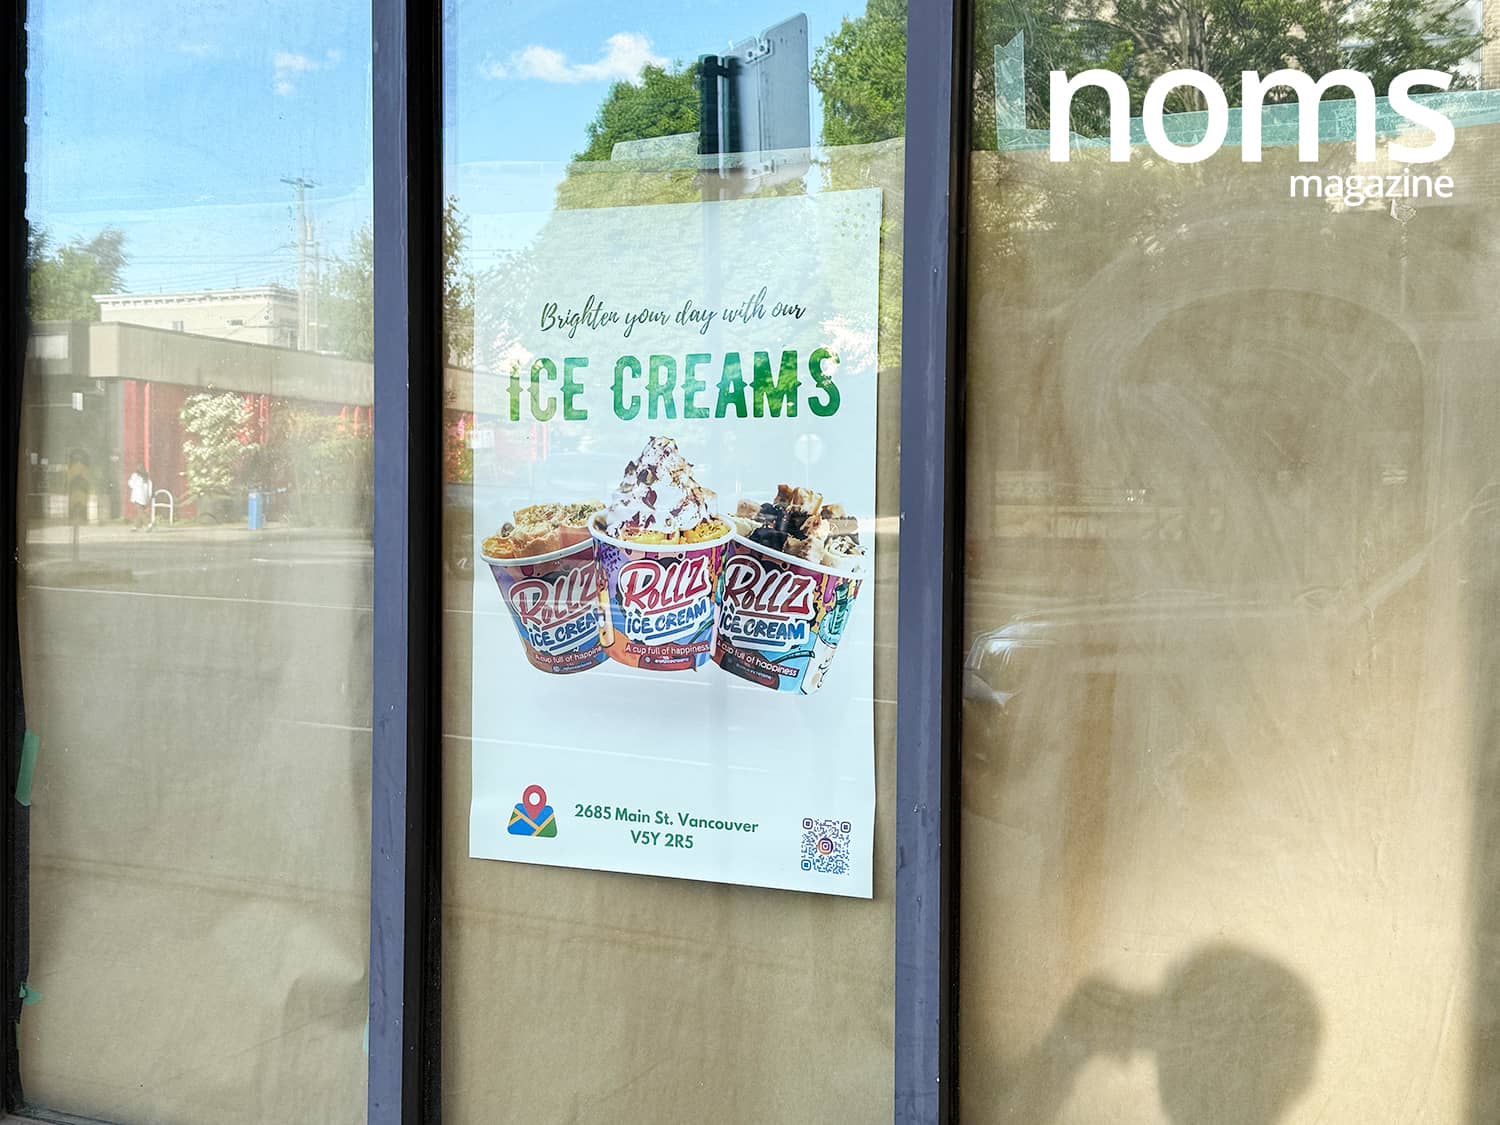 noms
magazine
Brighten your day with our
ICE CREAMS
ROLLZ
ICE CREAM
A cup full of happine
ROLLZ
ICE CREAM
A cup full of happiness
ROLLZ
ICE CREAM
A cup full of happiness
2685 Main St. Vancouver
V5Y 2R5